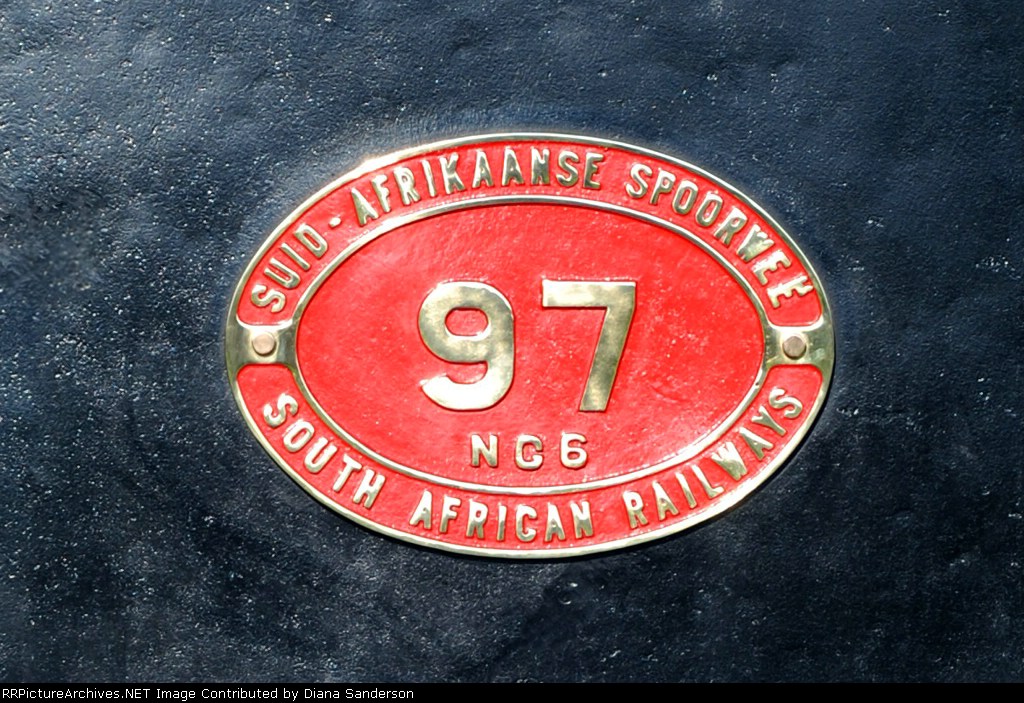 SUID-AFRIKAANSE SPOORWEË
97
NG6
SOUTH AFRICAN RAILWAYS
RRPictureArchives.NET Image Contributed by Diana Sanderson